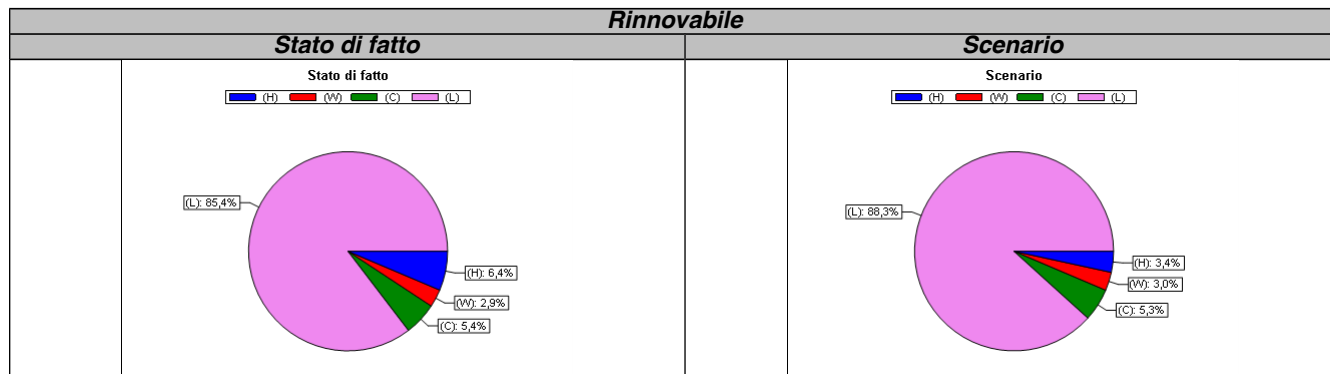 Rinnovabile
Stato di fatto
Scenario
Stato di fatto
(H) (W) (C) (L)
(L): 85,4%
(H): 6,4%
(W): 2,9%
(C): 5,4%
Scenario
(H) (W) (C) (L)
(L): 88,3%
(H): 3,4%
(W): 3,0%
(C): 5,3%